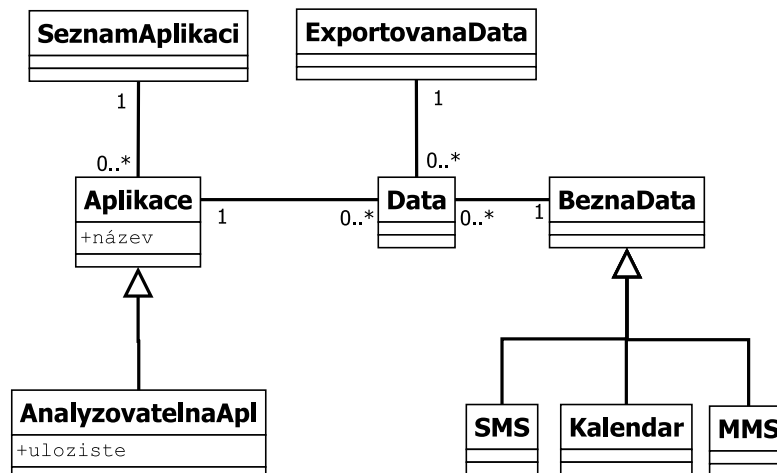 SeznamAplikaci
ExportovanaData
1
1
0..*
0..*
Aplikace
Data
BeznaData
1
0..*
0..*
1
+název
AnalyzovatelnaApl
SMS
Kalendar
MMS
+uloziste